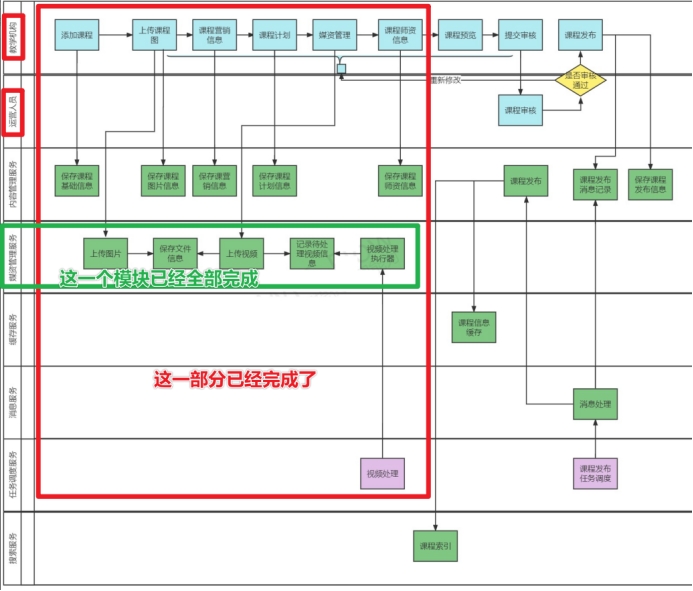 教学机构
添加课程
上传课程
图
课程营销
信息
课程计划
媒资管理
课程师资
信息
课程预览
提交审核
课程发布
重新修改
是否审核
通过
运营人员
课程审核
内容管理服务
保存课程
基础信息
保存课程
图片信息
保存课营
销信息
保存课程
计划信息
保存课程
师资信息
课程发布
课程发布
消息记录
保存课程
发布信息
媒资管理服务
上传图片
保存文件
信息
上传视频
记录待处
理视频信
息
视频处理
执行器
这一个模块已经全部完成
缓存服务
课程信息
缓存
这一部分已经完成了
消息服务
消息处理
任务调度服务
视频处理
课程发布
任务调度
搜索服务
课程索引